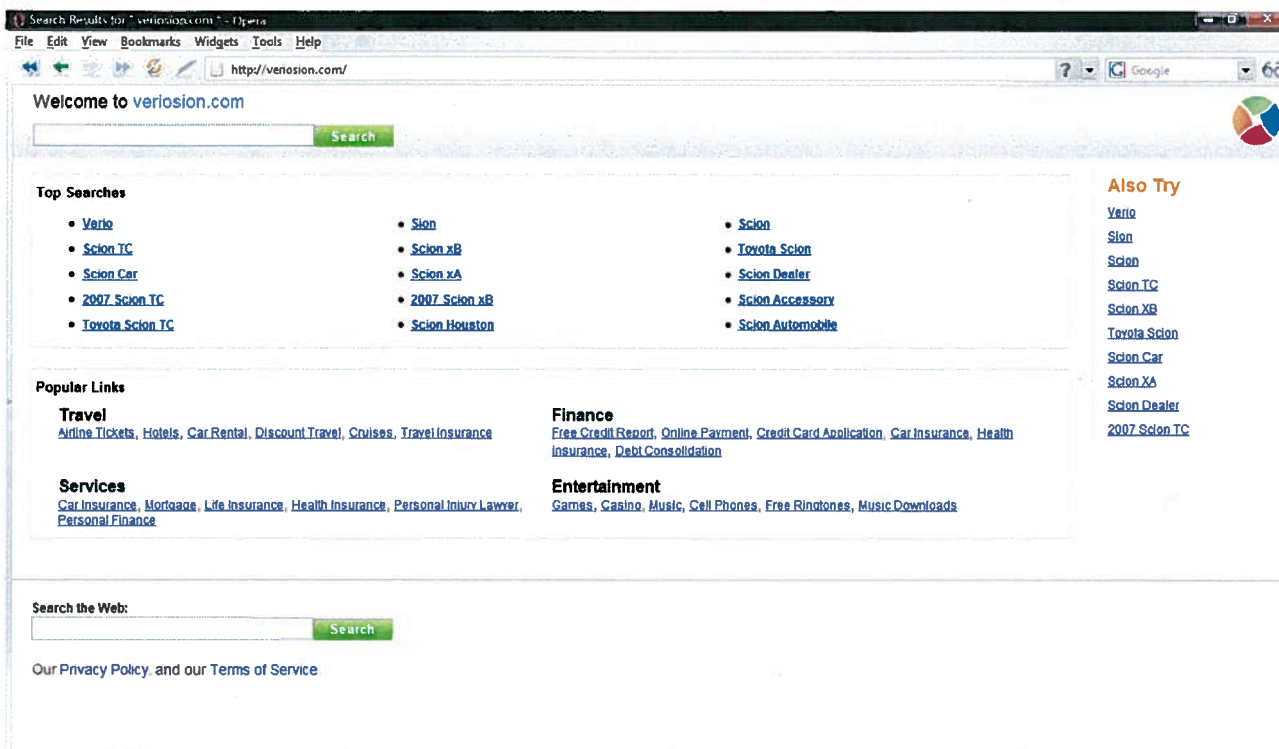 Search Results for " veriosion.com " - Opera
File Edit View Bookmarks Widgets Tools Help
http://veriosion.com/
? G Google
Welcome to veriosion.com
Search
Top Searches
Verio Sion Scion
Scion TC Scion xB Toyota Scion
Scion Car Scion xA Scion Dealer
2007 Scion TC 2007 Scion xB Scion Accessory
Toyota Scion TC Scion Houston Scion Automobile
Also Try
Verio
Sion
Scion
Scion TC
Scion XB
Toyota Scion
Scion Car
Scion XA
Scion Dealer
2007 Scion TC
Popular Links
Travel
Airline Tickets, Hotels, Car Rental, Discount Travel, Cruises, Travel Insurance
Finance
Free Credit Report, Online Payment, Credit Card Application, Car Insurance, Health
Insurance, Debt Consolidation
Services
Car Insurance, Mortgage, Life Insurance, Health Insurance, Personal Injury Lawyer,
Personal Finance
Entertainment
Games, Casino, Music, Cell Phones, Free Ringtones, Music Downloads
Search the Web:
Search
Our Privacy Policy, and our Terms of Service